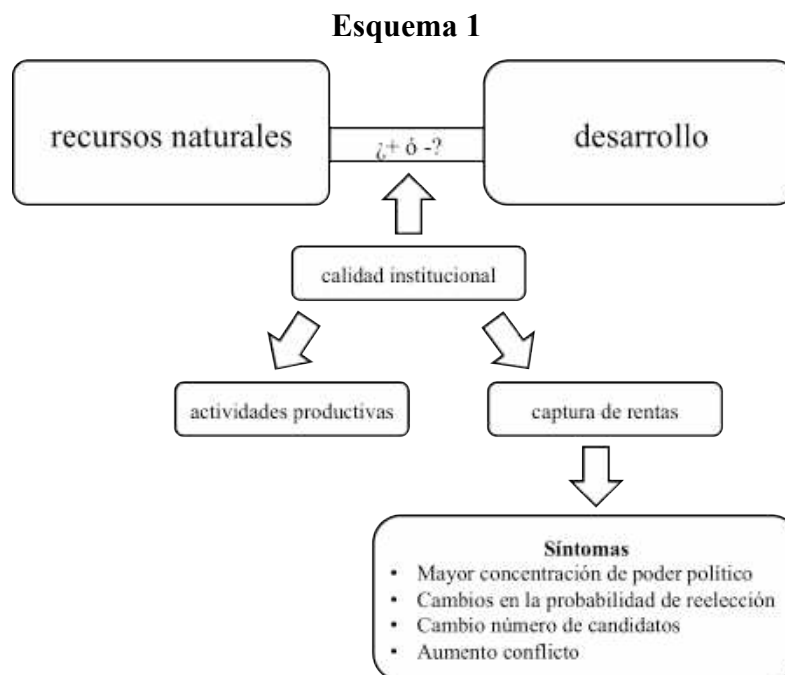 Esquema 1
recursos naturales
¿+ ó -?
desarrollo
calidad institucional
actividades productivas
captura de rentas
Síntomas
• Mayor concentración de poder político
• Cambios en la probabilidad de reelección
• Cambio número de candidatos
• Aumento conflicto